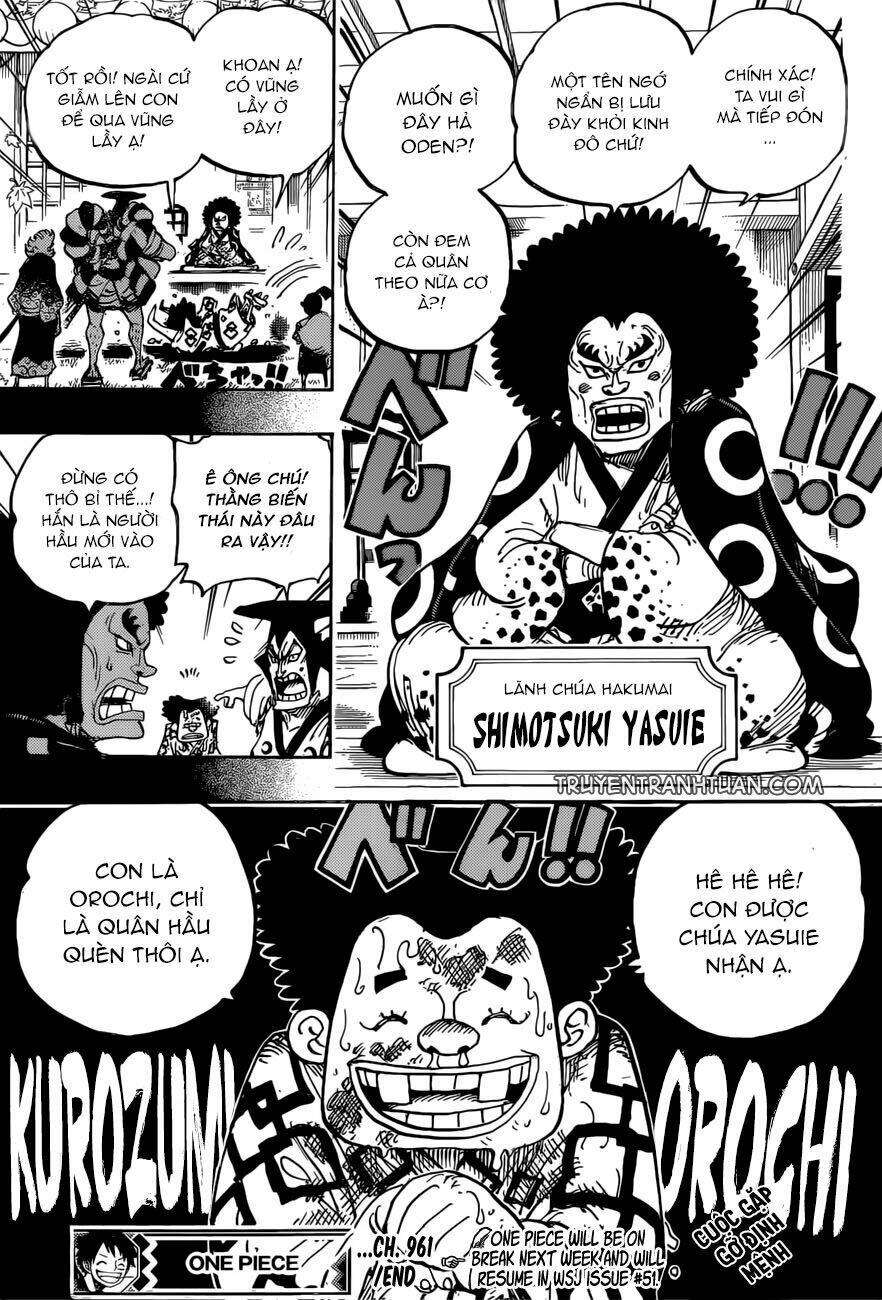 CHÍNH XÁC!
TA VUI GÌ
MÀ TIẾP ĐÓN
...
MỘT TÊN NGỚ
NGẨN BỊ LƯU
ĐÀY KHỎI KINH
ĐÔ CHỨ!
MUỐN GÌ
ĐÂY HẢ
ODEN?!
CÒN ĐEM
CẢ QUÂN
THEO NỮA CƠ
À?!
べんっ!!!
LÃNH CHÚA HAKUMAI
SHIMOTSUKI YASUIE
TRUYENTRANHTUAN.COM
KHOAN Ạ!
CÓ VŨNG
LẦY Ở
ĐÂY!
TỐT RỒI! NGÀI CỨ
GIẪM LÊN CON
ĐỂ QUA VŨNG
LẦY Ạ!
Ê ÔNG CHÚ!
THẰNG BIẾN
THÁI NÀY ĐÂU
RA VẬY!!
ĐỪNG CÓ
THÔ BỈ THẾ...!
HẮN LÀ NGƯỜI
HẦU MỚI VÀO
CỦA TA.
べん!!
HÊ HÊ HÊ!
CON ĐƯỢC
CHÚA YASUIE
NHẬN Ạ.
CON LÀ
OROCHI, CHỈ
LÀ QUÂN HẦU
QUÈN THÔI Ạ.
KUROZUMI
OROCHI
CUỘC GẶP
GỠ ĐỊNH
MỆNH
ONE PIECE
...CH. 961
/END
ONE PIECE WILL BE ON
BREAK NEXT WEEK AND WILL
RESUME IN WSJ ISSUE #51.